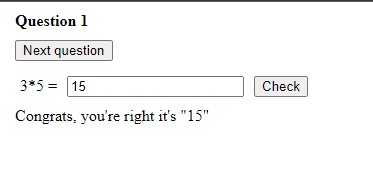 Question 1
Next question
3*5 = 15 Check
Congrats, you're right it's "15"